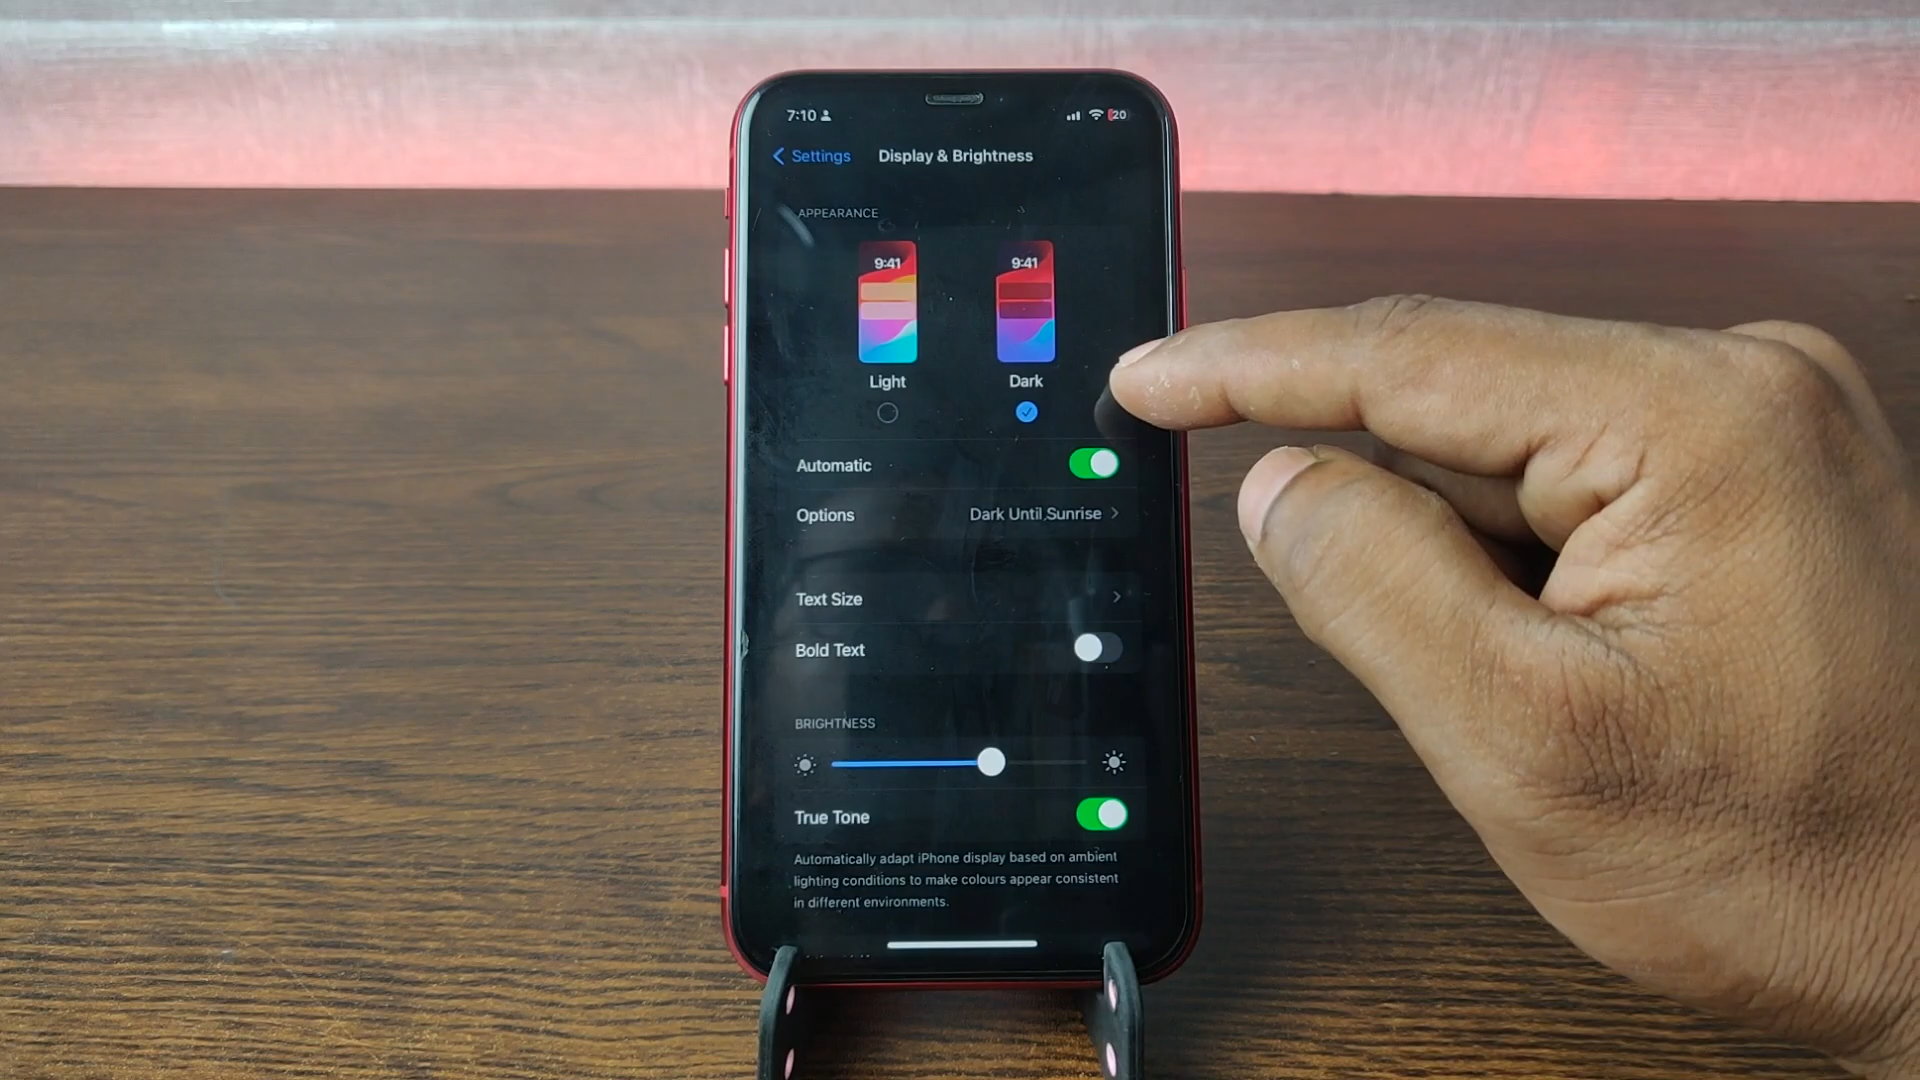 7:10 20
Settings Display & Brightness
APPEARANCE
9:41 9:41
Light Dark
Automatic
Options Dark Until Sunrise
Text Size
Bold Text
BRIGHTNESS
True Tone
Automatically adapt iPhone display based on ambient
lighting conditions to make colours appear consistent
in different environments.